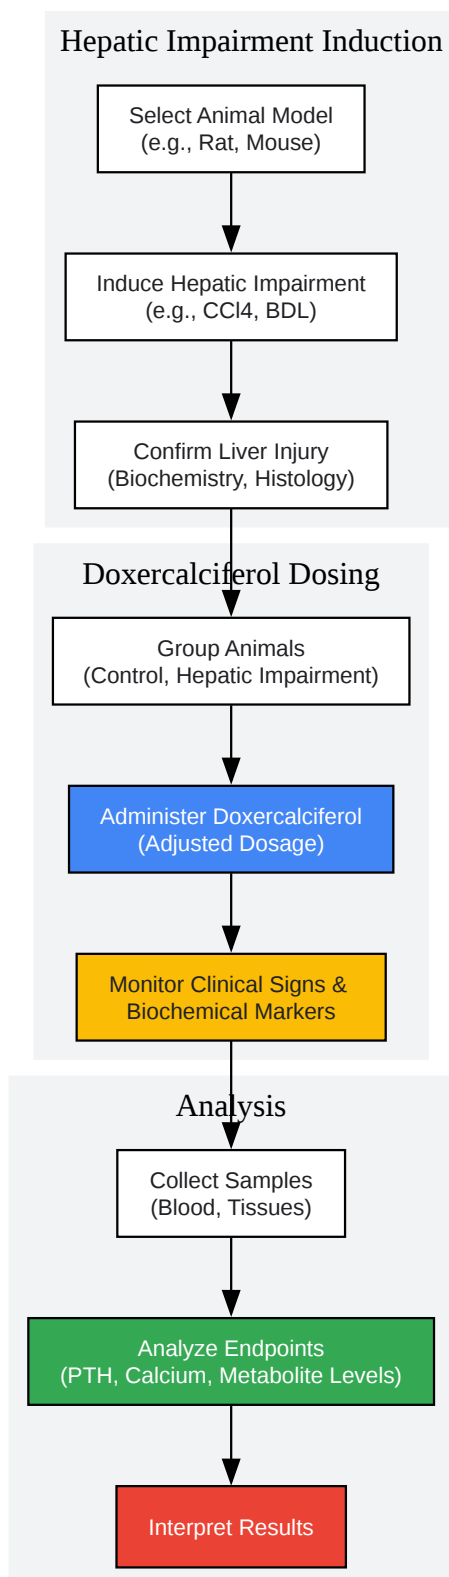 Hepatic Impairment Induction
Select Animal Model
(e.g., Rat, Mouse)
Induce Hepatic Impairment
(e.g., CCl4, BDL)
Confirm Liver Injury
(Biochemistry, Histology)
Doxercalciferol Dosing
Group Animals
(Control, Hepatic Impairment)
Administer Doxercalciferol
(Adjusted Dosage)
Monitor Clinical Signs &
Biochemical Markers
Analysis
Collect Samples
(Blood, Tissues)
Analyze Endpoints
(PTH, Calcium, Metabolite Levels)
Interpret Results